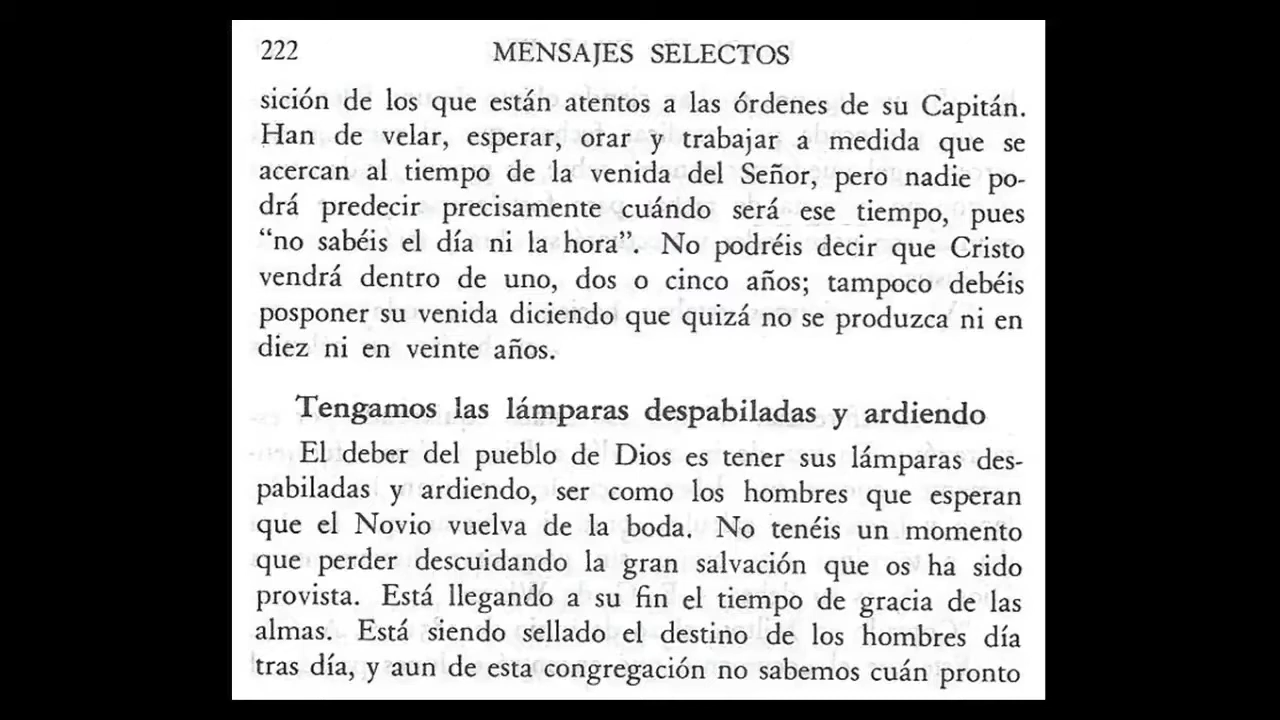 222 MENSAJES SELECTOS
sición de los que están atentos a las órdenes de su Capitán.
Han de velar, esperar, orar y trabajar a medida que se
acercan al tiempo de la venida del Señor, pero nadie po-
drá predecir precisamente cuándo será ese tiempo, pues
“no sabéis el día ni la hora”. No podréis decir que Cristo
vendrá dentro de uno, dos o cinco años; tampoco debéis
posponer su venida diciendo que quizá no se produzca ni en
diez ni en veinte años.
Tengamos las lámparas despabiladas y ardiendo
El deber del pueblo de Dios es tener sus lámparas des-
pabiladas y ardiendo, ser como los hombres que esperan
que el Novio vuelva de la boda. No tenéis un momento
que perder descuidando la gran salvación que os ha sido
provista. Está llegando a su fin el tiempo de gracia de las
almas. Está siendo sellado el destino de los hombres día
tras día, y aun de esta congregación no sabemos cuán pronto